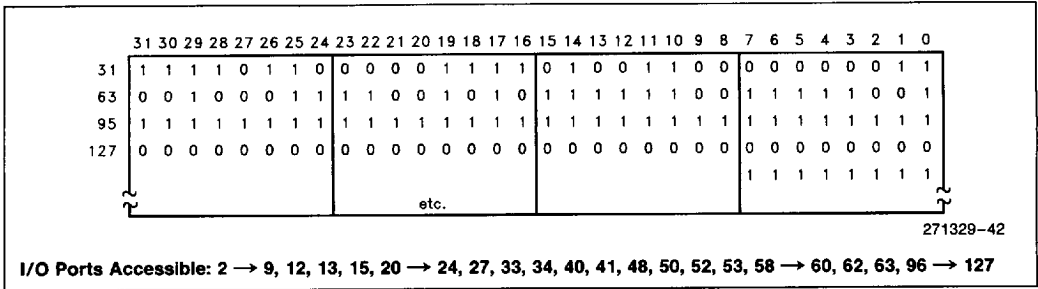 31 30 29 28 27 26 25 24 23 22 21 20 19 18 17 16 15 14 13 12 11 10 9 8 7 6 5 4 3 2 1 0
31 1 1 1 1 0 1 1 0 0 0 0 0 1 1 1 1 0 1 0 0 1 1 0 0 0 0 0 0 0 0 1 1
63 0 0 1 0 0 0 1 1 1 1 0 0 1 0 1 0 1 1 1 1 1 1 0 0 1 1 1 1 1 0 0 1
95 1 1 1 1 1 1 1 1 1 1 1 1 1 1 1 1 1 1 1 1 1 1 1 1 1 1 1 1 1 1 1 1
127 0 0 0 0 0 0 0 0 0 0 0 0 0 0 0 0 0 0 0 0 0 0 0 0 0 0 0 0 0 0 0 0
1 1 1 1 1 1 1 1
etc.
271329–42
I/O Ports Accessible: 2 → 9, 12, 13, 15, 20 → 24, 27, 33, 34, 40, 41, 48, 50, 52, 53, 58 → 60, 62, 63, 96 → 127